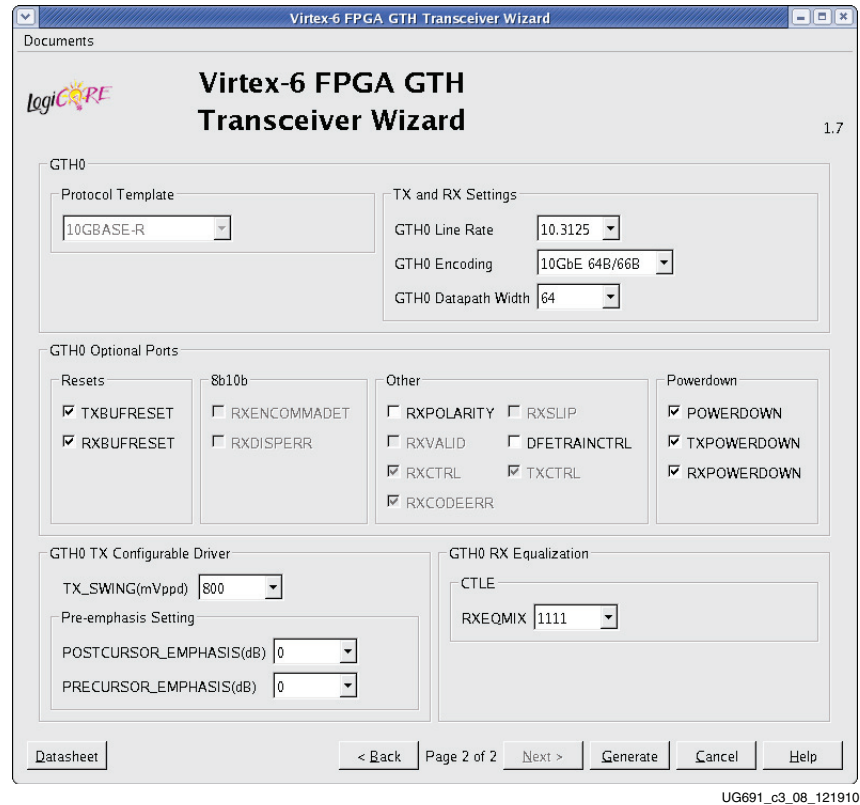 Virtex-6 FPGA GTH Transceiver Wizard
Documents
LogiCORE
Virtex-6 FPGA GTH
Transceiver Wizard
1.7
GTH0
Protocol Template
10GBASE-R
TX and RX Settings
GTH0 Line Rate 10.3125
GTH0 Encoding 10GbE 64B/66B
GTH0 Datapath Width 64
GTH0 Optional Ports
Resets
TXBUFRESET
RXBUFRESET
8b10b
RXENCOMMADET
RXDISPERR
Other
RXPOLARITY RXSLIP
RXVALID DFETRAINCTRL
RXCTRL TXCTRL
RXCODEERR
Powerdown
POWERDOWN
TXPOWERDOWN
RXPOWERDOWN
GTH0 TX Configurable Driver
TX_SWING(mVppd) 800
Pre-emphasis Setting
POSTCURSOR_EMPHASIS(dB) 0
PRECURSOR_EMPHASIS(dB) 0
GTH0 RX Equalization
CTLE
RXEQMIX 1111
Datasheet < Back Page 2 of 2 Next > Generate Cancel Help
UG691_c3_08_121910